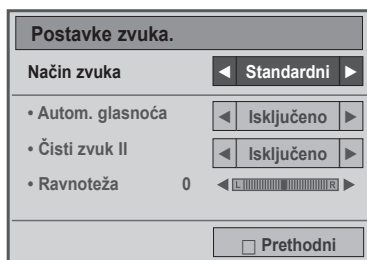 Postavke zvuka.
Način zvuka ◄ Standardni ►
• Autom. glasnoća ◄ Isključeno ►
• Čisti zvuk II ◄ Isključeno ►
• Ravnoteža 0 ◄ L R ►
□ Prethodni